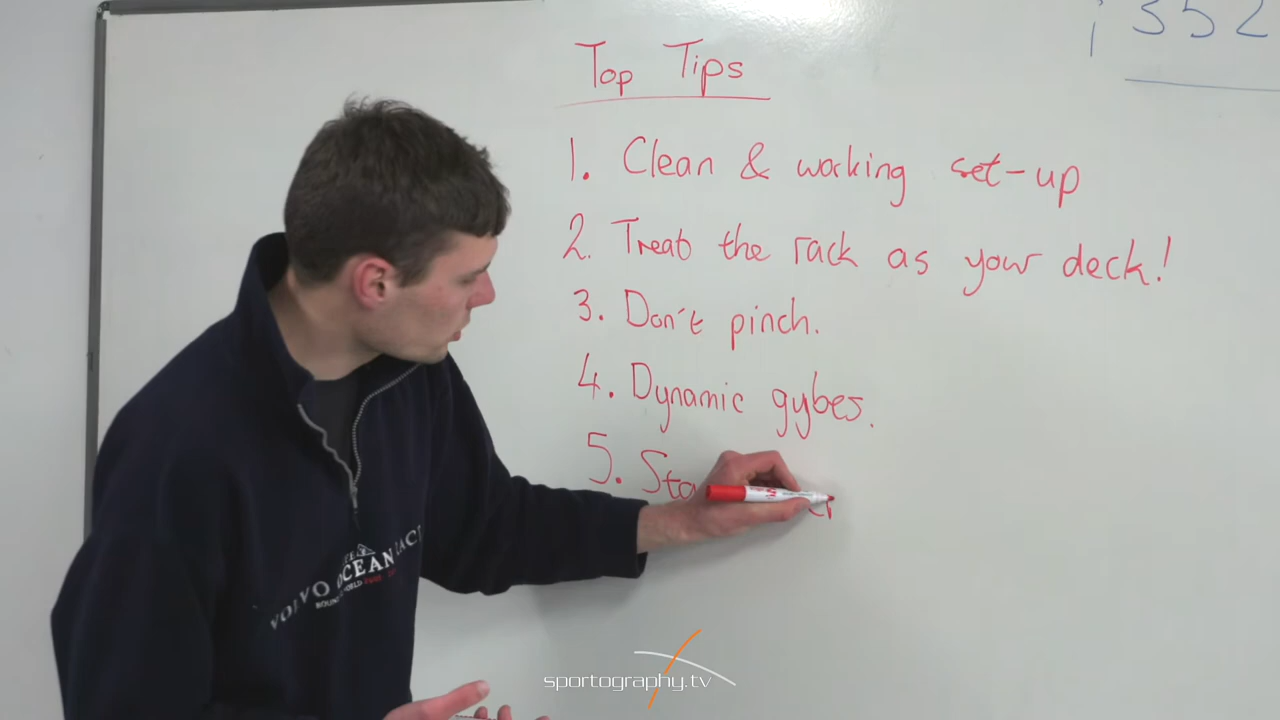 352
Top Tips
1. Clean & working set-up
2. Treat the rack as your deck!
3. Don't pinch.
4. Dynamic gybes.
5. Sta
VOLVO OCEAN RACE
sportography.tv